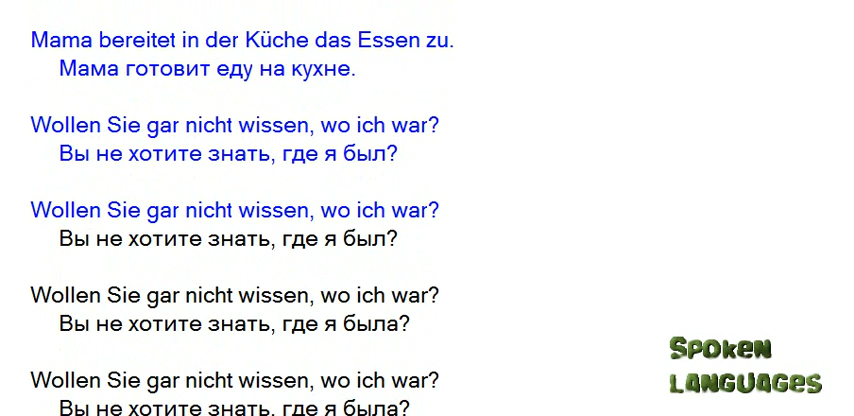 Mama bereitet in der Küche das Essen zu.
Мама готовит еду на кухне.
Wollen Sie gar nicht wissen, wo ich war?
Вы не хотите знать, где я был?
Wollen Sie gar nicht wissen, wo ich war?
Вы не хотите знать, где я был?
Wollen Sie gar nicht wissen, wo ich war?
Вы не хотите знать, где я была?
Wollen Sie gar nicht wissen, wo ich war?
Вы не хотите знать, где я была?
Spoken
Languages